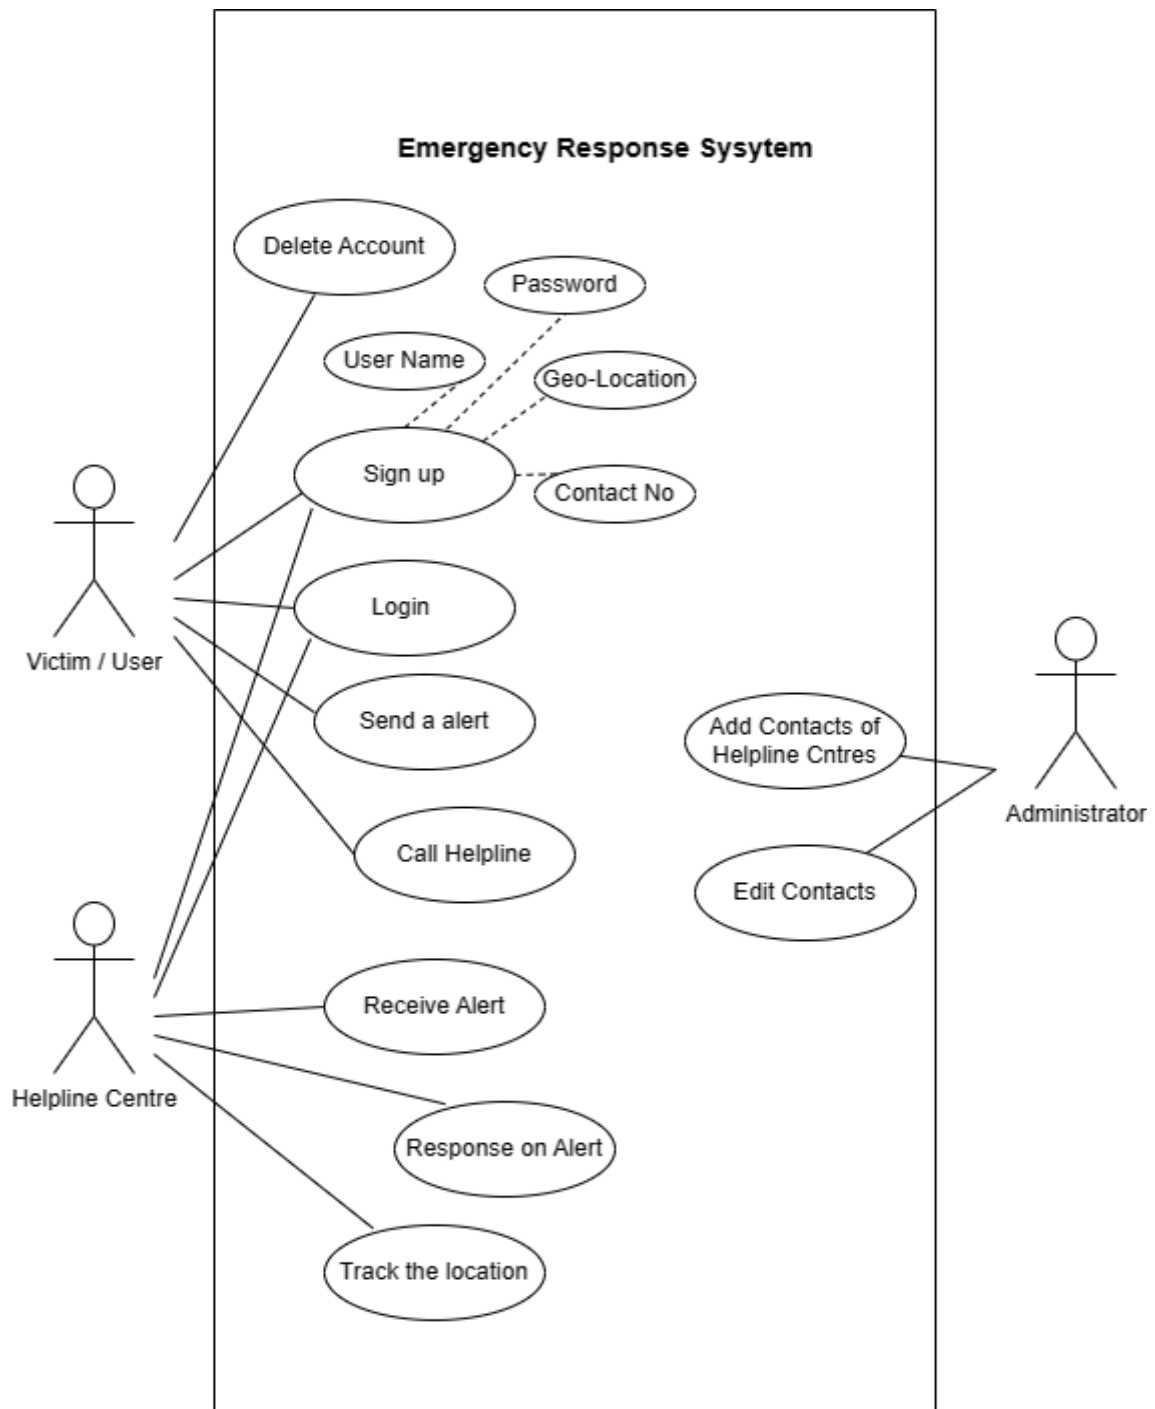 Emergency Response Sysytem
Delete Account
Password
User Name
Geo-Location
Sign up
Contact No
Login
Victim / User
Send a alert
Add Contacts of
Helpline Cntres
Administrator
Call Helpline
Edit Contacts
Receive Alert
Helpline Centre
Response on Alert
Track the location